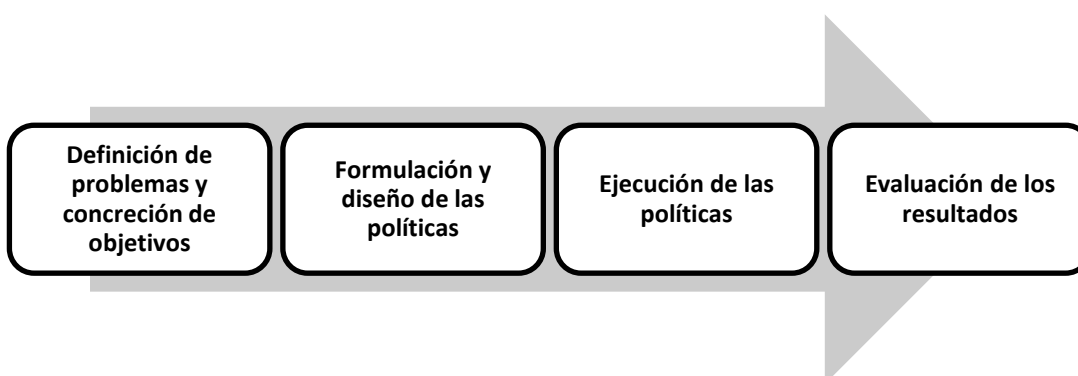 Definición de
problemas y
concreción de
objetivos
Formulación y
diseño de las
políticas
Ejecución de las
políticas
Evaluación de los
resultados